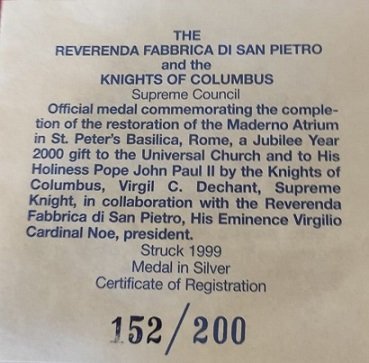 THE
REVERENDA FABBRICA DI SAN PIETRO
and the
KNIGHTS OF COLUMBUS
Supreme Council
Official medal commemorating the comple-
tion of the restoration of the Maderno Atrium
in St. Peter's Basilica, Rome, a Jubilee Year
2000 gift to the Universal Church and to His
Holiness Pope John Paul II by the Knights of
Columbus, Virgil C. Dechant, Supreme
Knight, in collaboration with the Reverenda
Fabbrica di San Pietro, His Eminence Virgilio
Cardinal Noe, president.
Struck 1999
Medal in Silver
Certificate of Registration
152/200